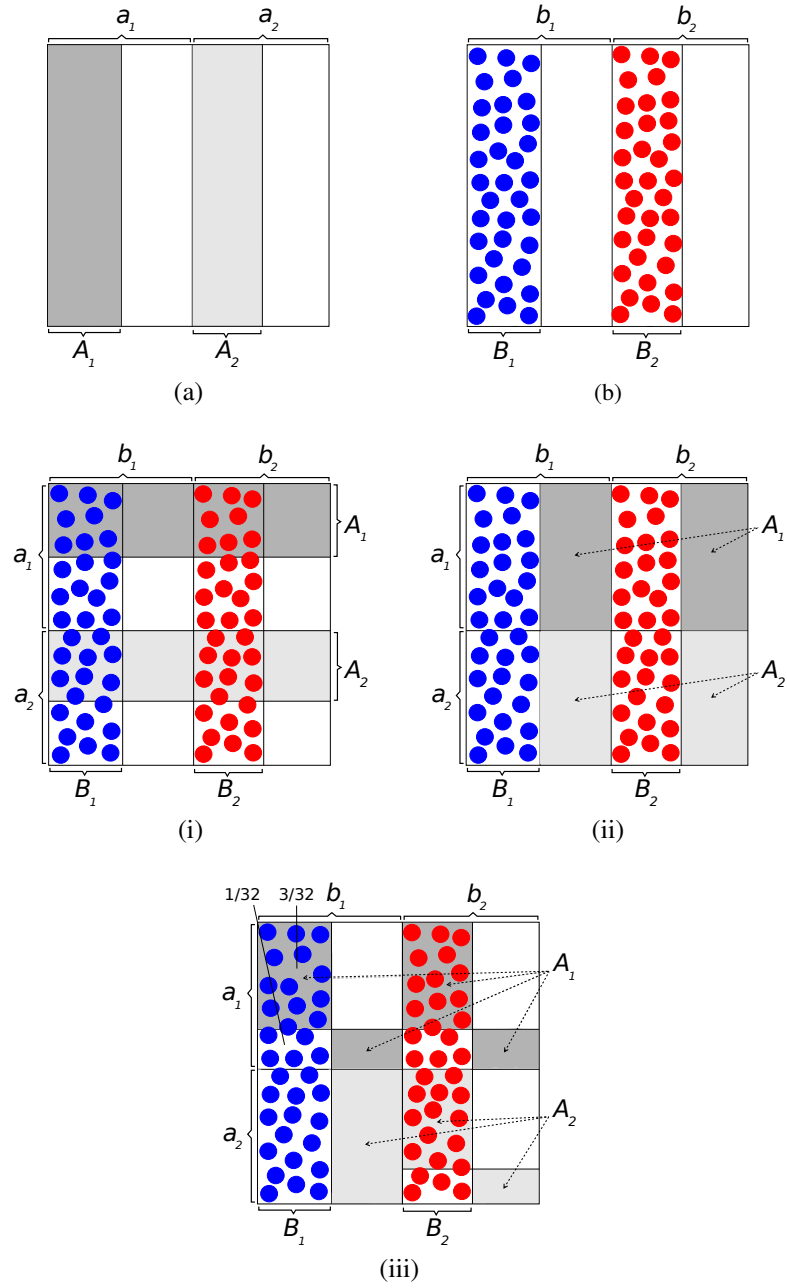 a₁ a₂
A₁ A₂
(a)
b₁ b₂
B₁ B₂
(b)
b₁ b₂
a₁ A₁
a₂ A₂
B₁ B₂
(i)
b₁ b₂
a₁ A₁
a₂ A₂
B₁ B₂
(ii)
1/32 3/32 b₁ b₂
a₁ A₁
a₂ A₂
B₁ B₂
(iii)